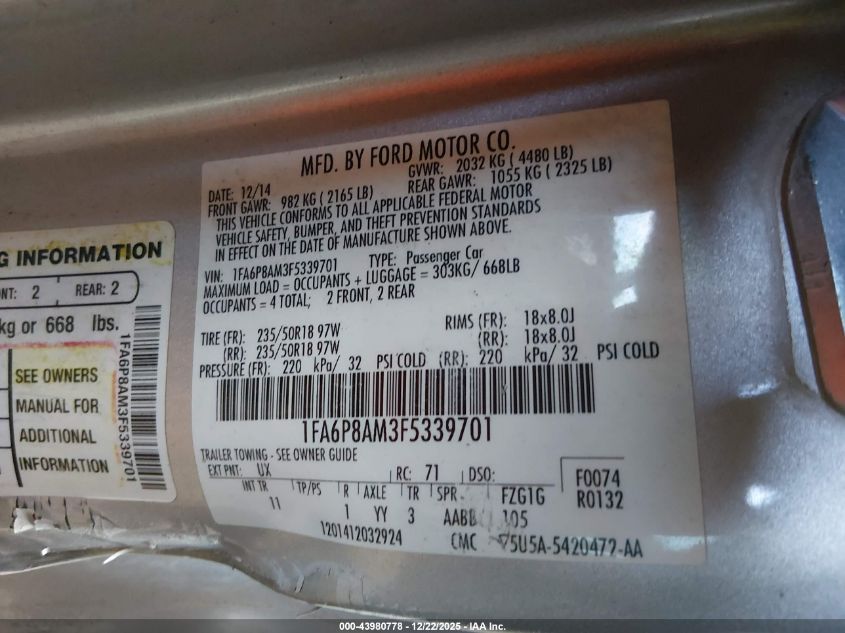 MFD. BY FORD MOTOR CO.
DATE: 12/14 GVWR: 2032 KG ( 4480 LB)
FRONT GAWR: 982 KG ( 2165 LB) REAR GAWR: 1055 KG ( 2325 LB)
THIS VEHICLE CONFORMS TO ALL APPLICABLE FEDERAL MOTOR
VEHICLE SAFETY, BUMPER, AND THEFT PREVENTION STANDARDS
IN EFFECT ON THE DATE OF MANUFACTURE SHOWN ABOVE.
VIN: 1FA6P8AM3F5339701 TYPE: Passenger Car
MAXIMUM LOAD = OCCUPANTS + LUGGAGE = 303KG/ 668LB
OCCUPANTS = 4 TOTAL; 2 FRONT, 2 REAR
TIRE (FR): 235/50R18 97W RIMS (FR): 18x8.0J
(RR): 235/50R18 97W (RR): 18x8.0J
PRESSURE (FR): 220 kPa/ 32 PSI COLD (RR): 220 kPa/ 32 PSI COLD
1FA6P8AM3F5339701
TRAILER TOWING - SEE OWNER GUIDE
EXT PNT: UX RC: 71 DSO: F0074
INT TR TP/PS R AXLE TR SPR FZG1G R0132
11 1 YY 3 AABB 105
1201412032924 CMC 5U5A-5420472-AA
G INFORMATION
NT: 2 REAR: 2
kg or 668 lbs.
SEE OWNERS
MANUAL FOR
ADDITIONAL
INFORMATION
1FA6P8AM3F5339701
000-43980778 - 12/22/2025 - IAA Inc.